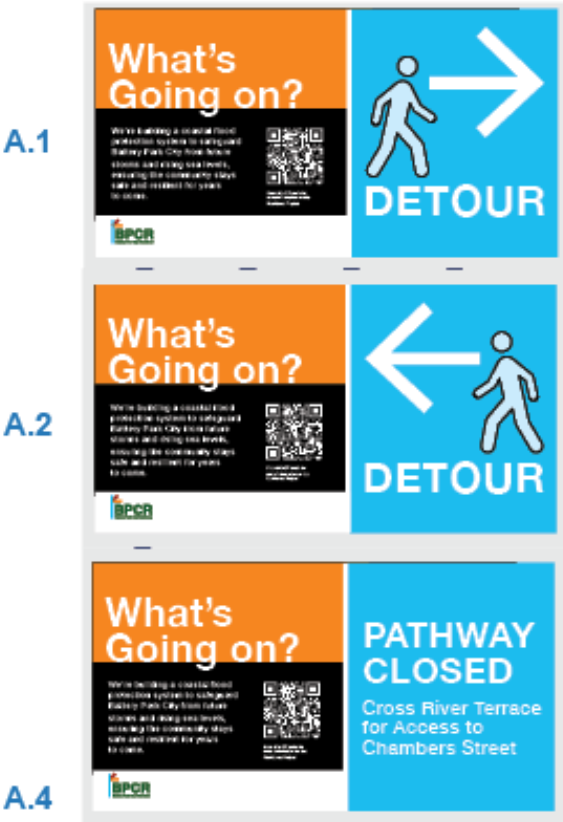 A.1
What's
Going on?
We're building a coastal flood
protection system to safeguard
Battery Park City from future
storms and rising sea levels,
ensuring the community stays
safe and resilient for years
to come.
BPCR
DETOUR
A.2
What's
Going on?
We're building a coastal flood
protection system to safeguard
Battery Park City from future
storms and rising sea levels,
ensuring the community stays
safe and resilient for years
to come.
BPCR
DETOUR
A.4
What's
Going on?
We're building a coastal flood
protection system to safeguard
Battery Park City from future
storms and rising sea levels,
ensuring the community stays
safe and resilient for years
to come.
BPCR
PATHWAY
CLOSED
Cross River Terrace
for Access to
Chambers Street